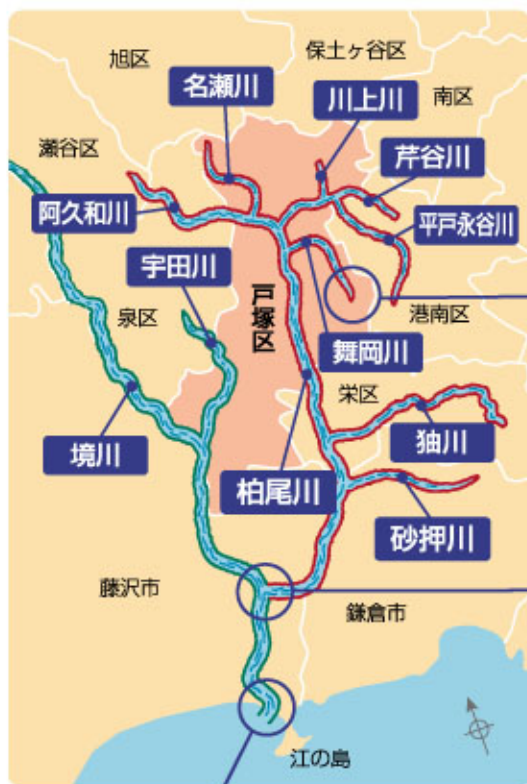 旭区
保土ヶ谷区
名瀬川
川上川
南区
瀬谷区
芹谷川
阿久和川
平戸永谷川
宇田川
戸塚区
泉区
港南区
舞岡川
栄区
境川
狆川
柏尾川
砂押川
藤沢市
鎌倉市
江の島